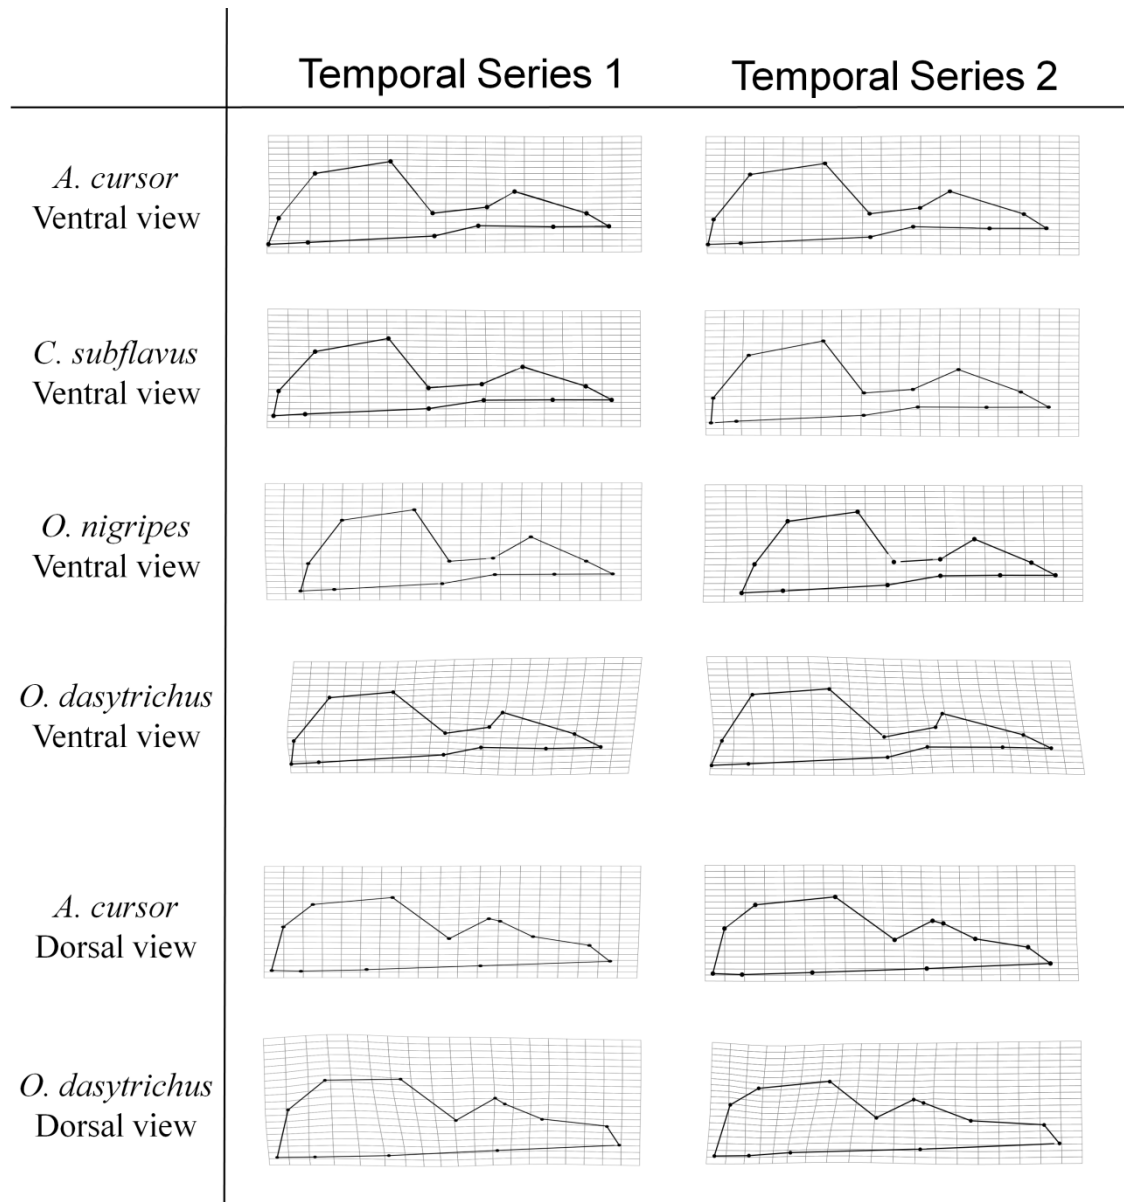 Temporal Series 1
Temporal Series 2
A. cursor
Ventral view
C. subflavus
Ventral view
O. nigripes
Ventral view
O. dasytrichus
Ventral view
A. cursor
Dorsal view
O. dasytrichus
Dorsal view